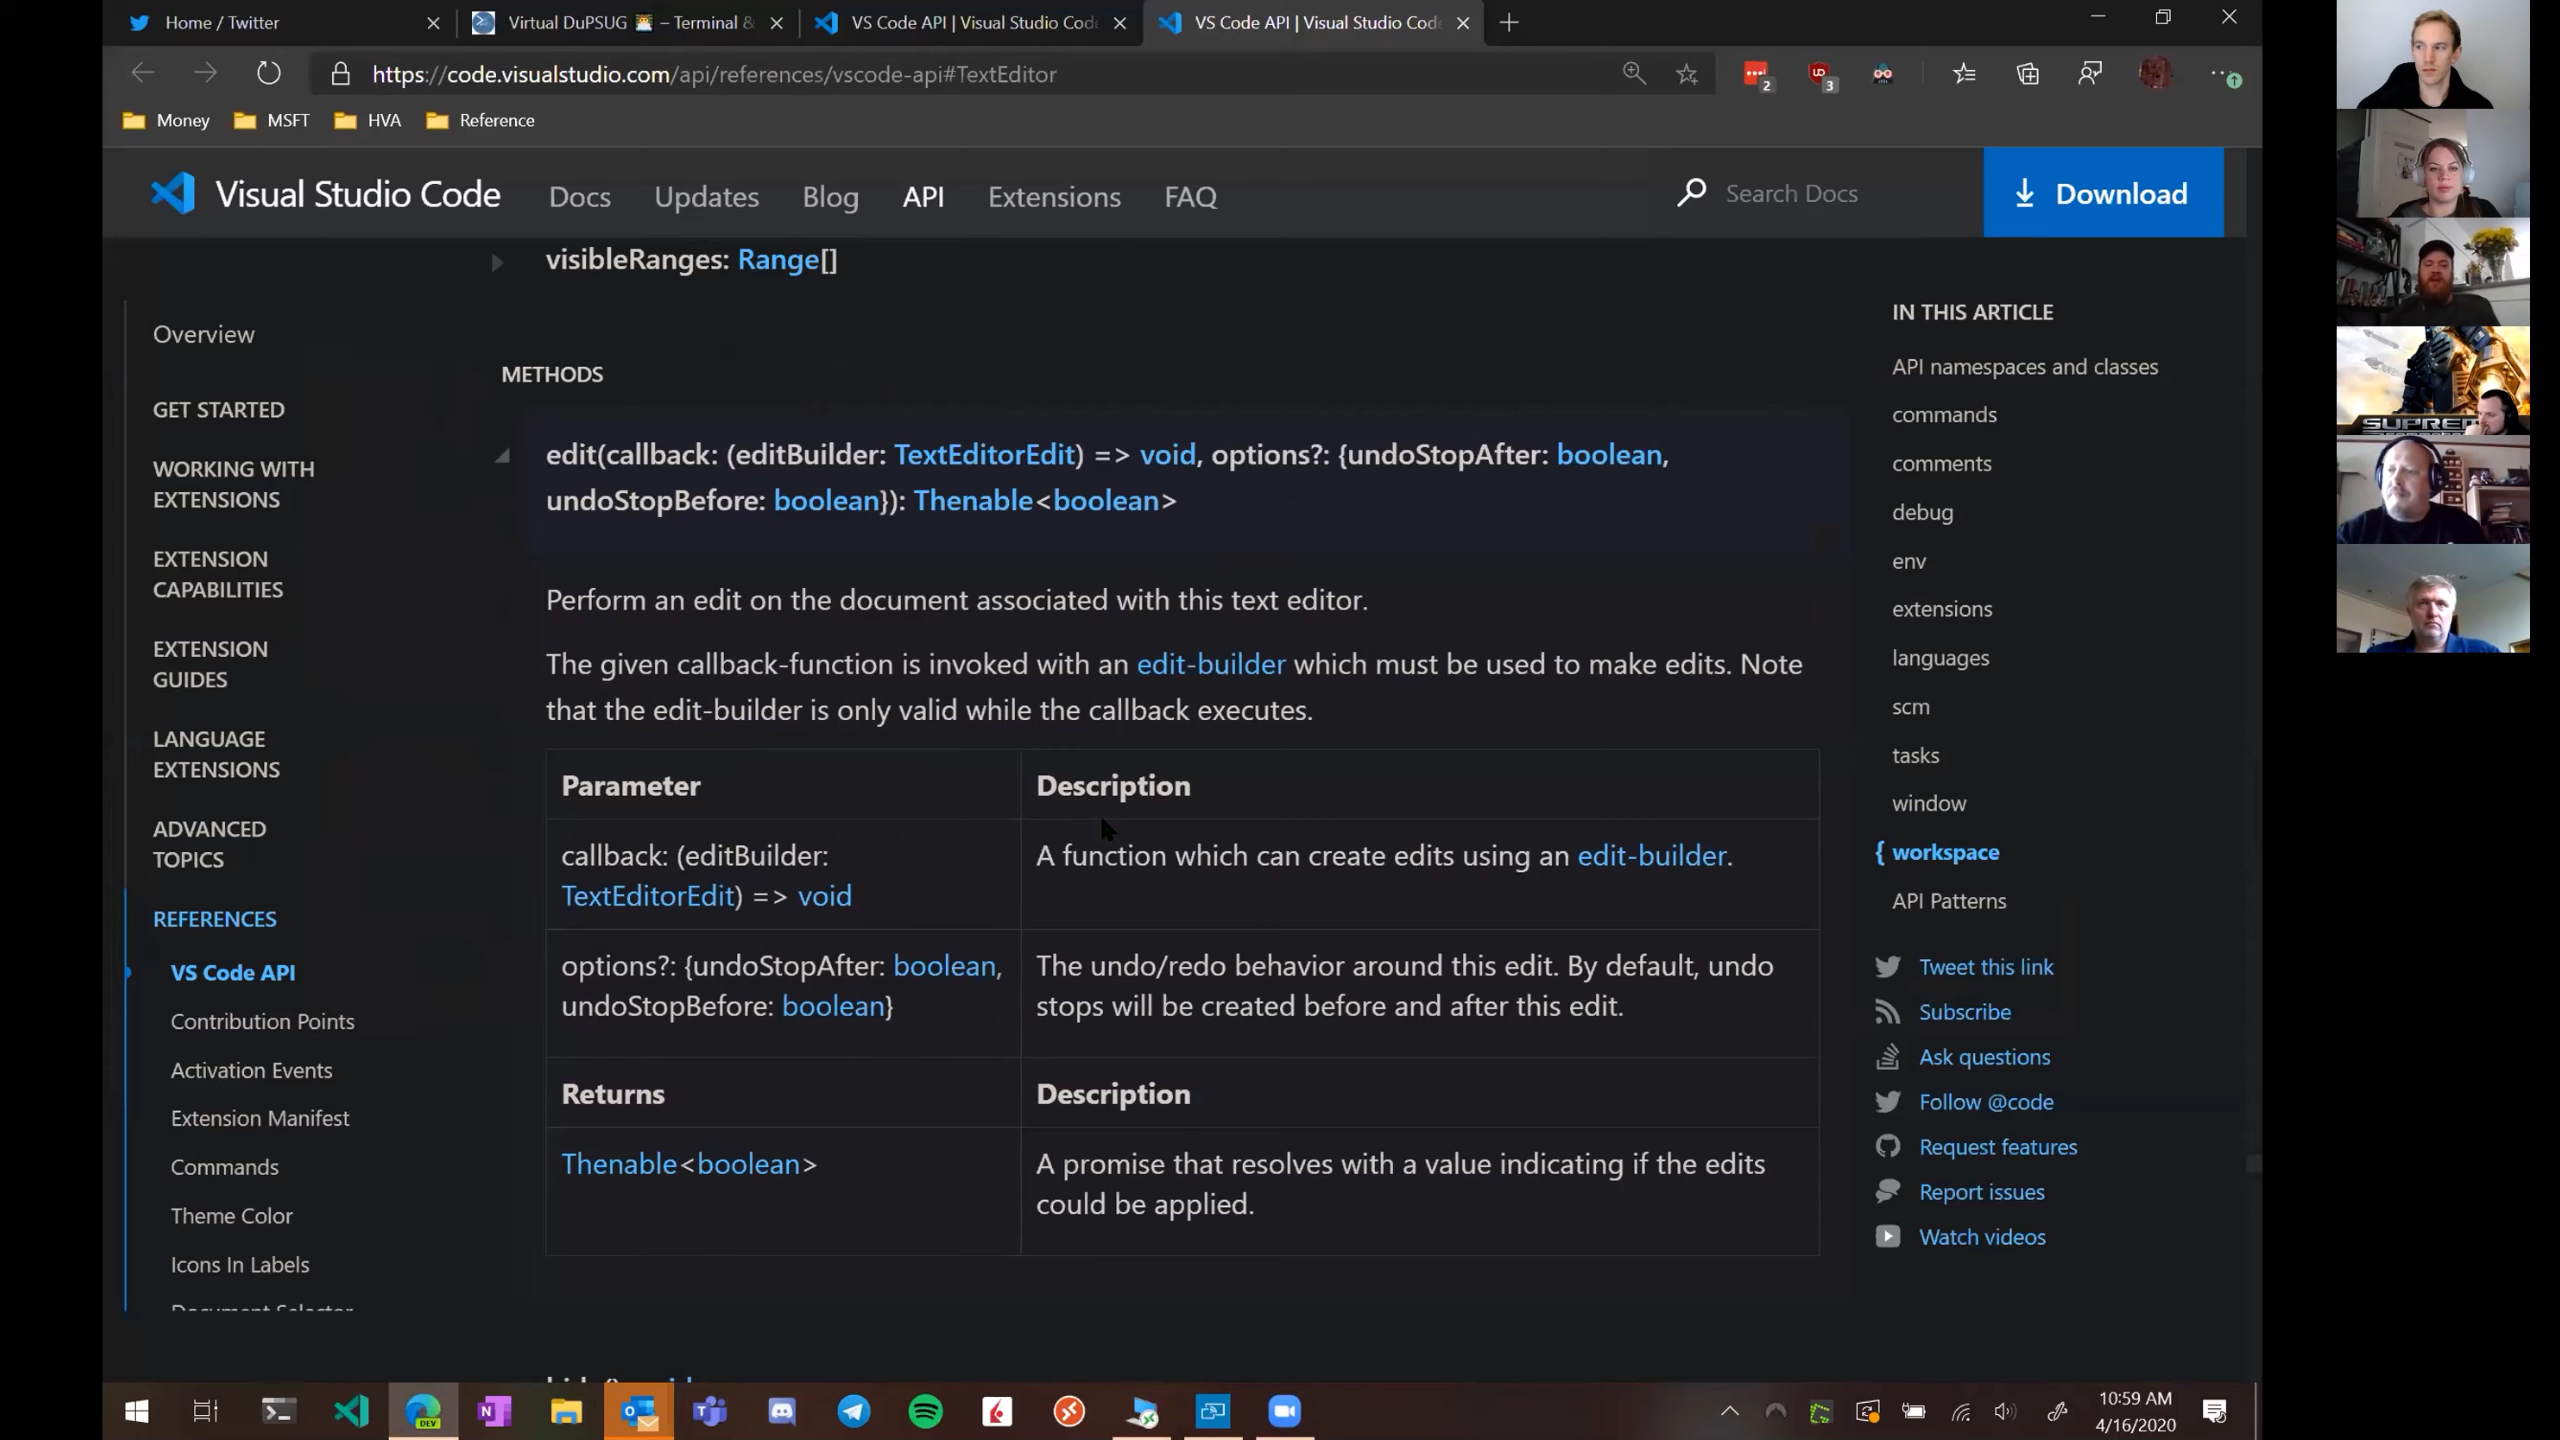 Home / Twitter
Virtual DuPSUG – Terminal &
VS Code API | Visual Studio Code
VS Code API | Visual Studio Code
https://code.visualstudio.com/api/references/vscode-api#TextEditor
2
3
Money
MSFT
HVA
Reference
Visual Studio Code
Docs
Updates
Blog
API
Extensions
FAQ
Search Docs
Download
Overview
GET STARTED
WORKING WITH
EXTENSIONS
EXTENSION
CAPABILITIES
EXTENSION
GUIDES
LANGUAGE
EXTENSIONS
ADVANCED
TOPICS
REFERENCES
VS Code API
Contribution Points
Activation Events
Extension Manifest
Commands
Theme Color
Icons In Labels
Document Selector
visibleRanges: Range[]
METHODS
edit(callback: (editBuilder: TextEditorEdit) => void, options?: {undoStopAfter: boolean,
undoStopBefore: boolean}): Thenable<boolean>
Perform an edit on the document associated with this text editor.
The given callback-function is invoked with an edit-builder which must be used to make edits. Note
that the edit-builder is only valid while the callback executes.
Parameter
Description
callback: (editBuilder:
TextEditorEdit) => void
A function which can create edits using an edit-builder.
options?: {undoStopAfter: boolean,
undoStopBefore: boolean}
The undo/redo behavior around this edit. By default, undo
stops will be created before and after this edit.
Returns
Description
Thenable<boolean>
A promise that resolves with a value indicating if the edits
could be applied.
IN THIS ARTICLE
API namespaces and classes
commands
comments
debug
env
extensions
languages
scm
tasks
window
{ workspace
API Patterns
Tweet this link
Subscribe
Ask questions
Follow @code
Request features
Report issues
Watch videos
SUPREM
DEV
10:59 AM
4/16/2020